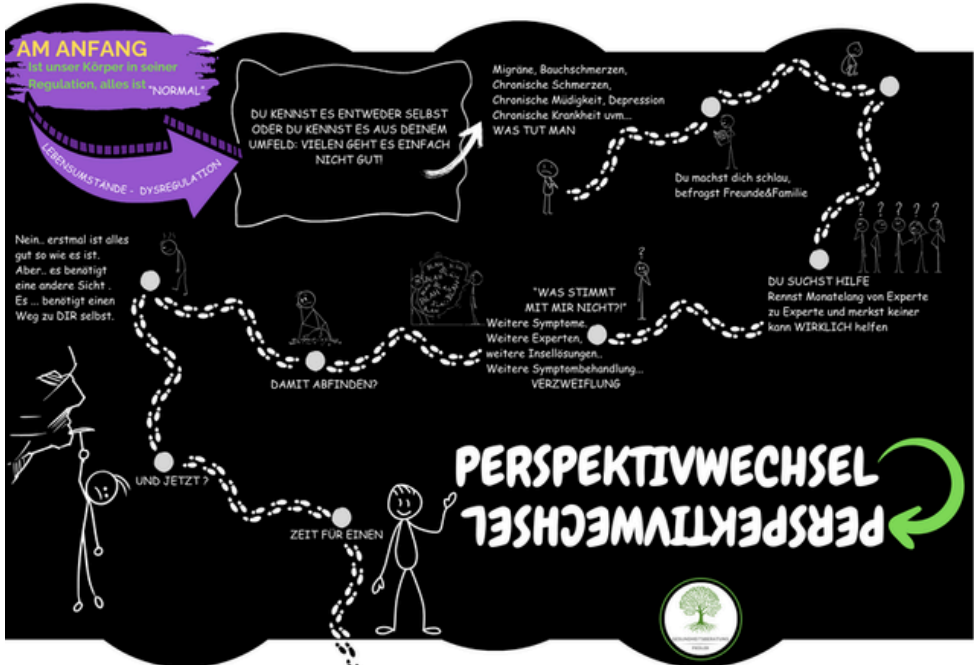 AM ANFANG
Ist unser Körper in seiner
Regulation, alles ist "NORMAL"
LEBENSUMSTÄNDE - DYSREGULATION
DU KENNST ES ENTWEDER SELBST
ODER DU KENNST ES AUS DEINEM
UMFELD: VIELEN GEHT ES EINFACH
NICHT GUT!
Migräne, Bauchschmerzen,
Chronische Schmerzen,
Chronische Müdigkeit, Depression
Chronische Krankheit uvm...
WAS TUT MAN
Du machst dich schlau,
befragst Freunde&Familie
? ? ? ? ?
DU SUCHST HILFE
Rennst Monatelang von Experte
zu Experte und merkst keiner
kann WIRKLICH helfen
?
"WAS STIMMT
MIT MIR NICHT?!"
Weitere Symptome.
Weitere Experten,
weitere Insellösungen..
Weitere Symptombehandlung...
VERZWEIFLUNG
DAMIT ABFINDEN?
Nein.. erstmal ist alles
gut so wie es ist.
Aber.. es benötigt
eine andere Sicht .
Es ... benötigt einen
Weg zu DIR selbst.
UND JETZT ?
ZEIT FÜR EINEN
PERSPEKTIVWECHSEL
PERSPEKTIVWECHSEL
GESUNDHEITSBERATUNG